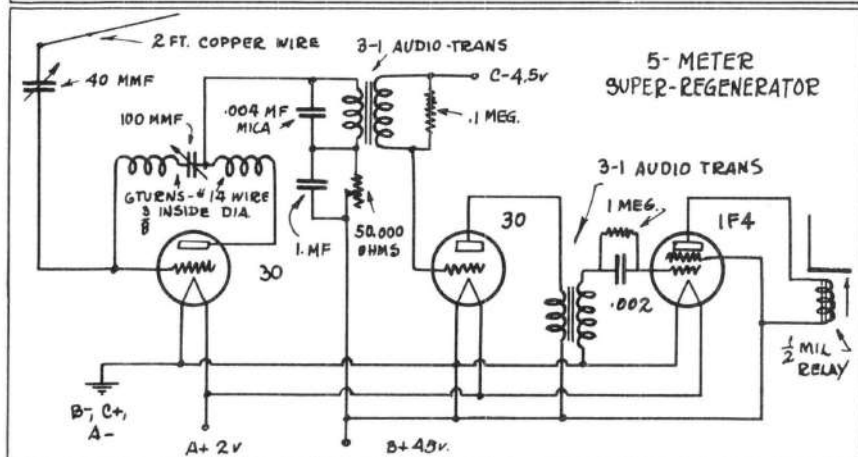 2 FT. COPPER WIRE
3-1 AUDIO-TRANS
C-4.5v
5-METER
SUPER-REGENERATOR
40 MMF
.004 MF
MICA
.1 MEG.
100 MMF
3-1 AUDIO TRANS
6 TURNS-#14 WIRE
3/8 INSIDE DIA.
1 MEG.
1F4
30
1. MF
50,000
OHMS
30
.002
1/2 MIL
RELAY
B-, C+,
A-
A+ 2v
B+45v.